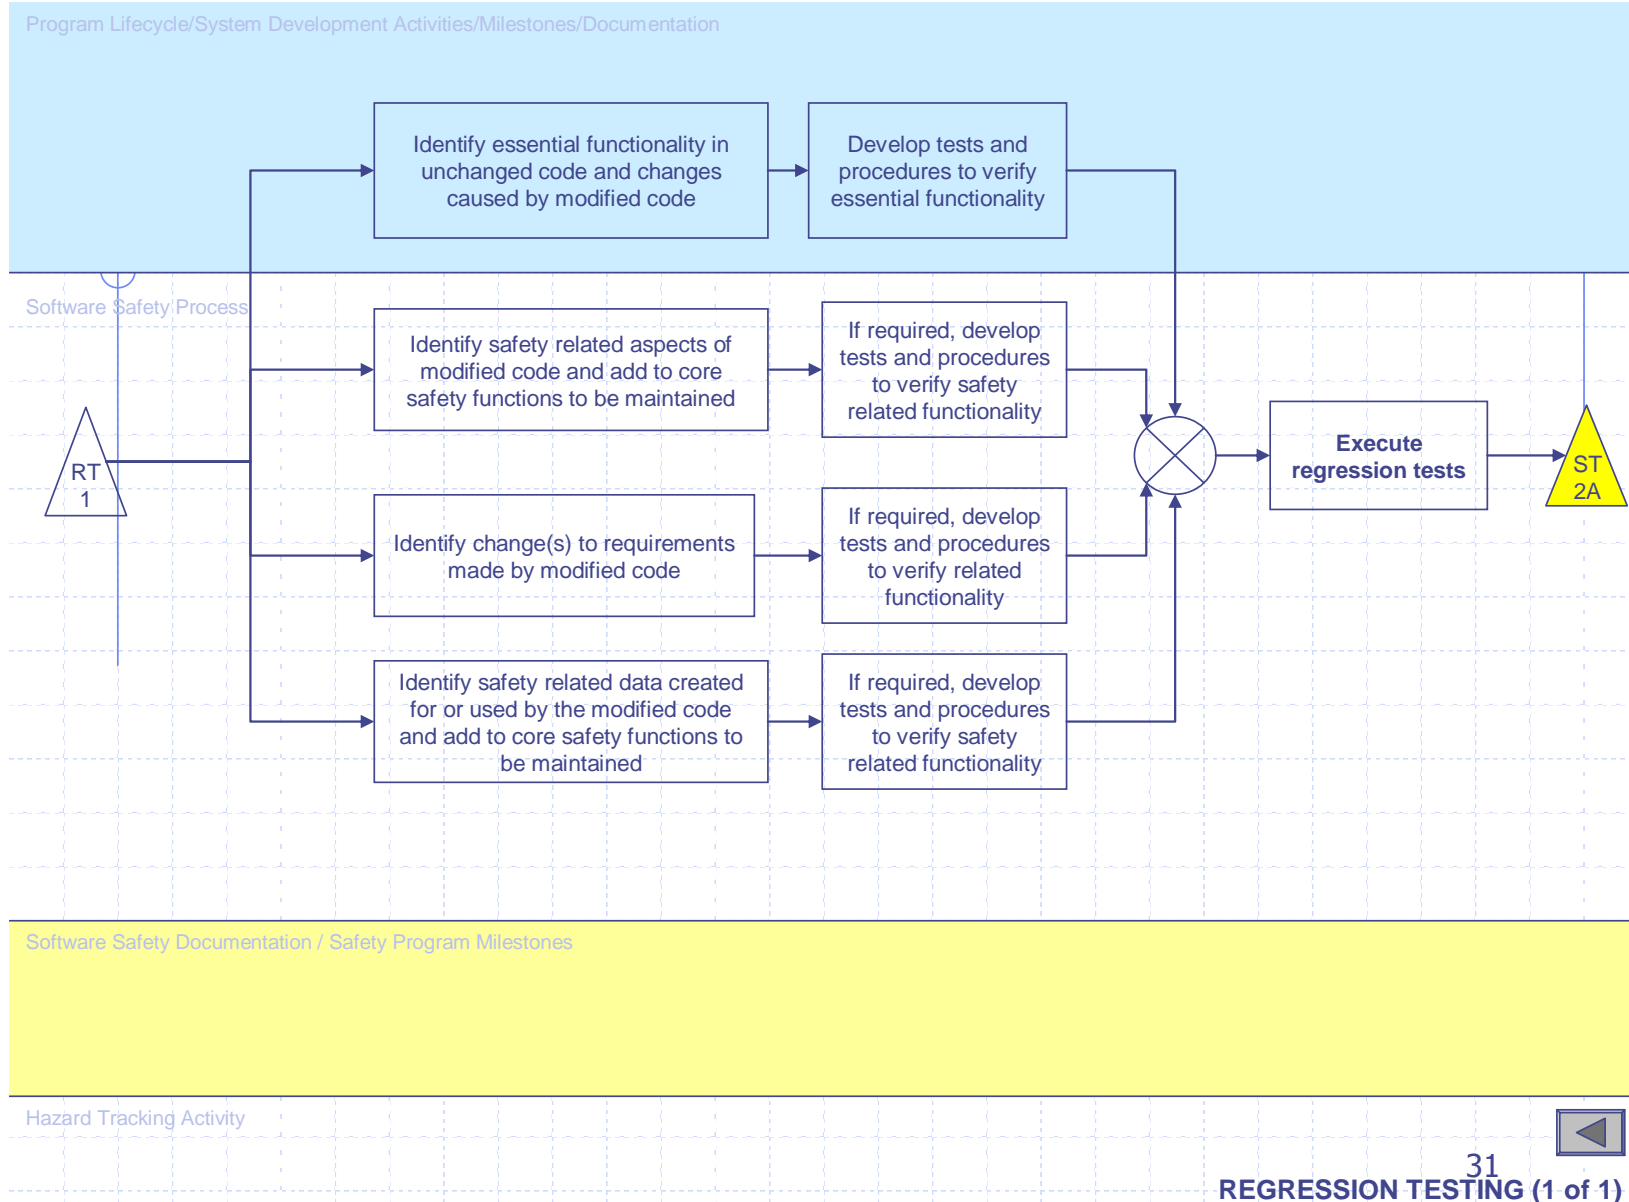 Program Lifecycle/System Development Activities/Milestones/Documentation
Identify essential functionality in
unchanged code and changes
caused by modified code
Develop tests and
procedures to verify
essential functionality
Software Safety Process
Identify safety related aspects of
modified code and add to core
safety functions to be maintained
If required, develop
tests and procedures
to verify safety
related functionality
RT
1
Execute
regression tests
ST
2A
Identify change(s) to requirements
made by modified code
If required, develop
tests and procedures
to verify related
functionality
Identify safety related data created
for or used by the modified code
and add to core safety functions to
be maintained
If required, develop
tests and procedures
to verify safety
related functionality
Software Safety Documentation / Safety Program Milestones
Hazard Tracking Activity
31
REGRESSION TESTING (1 of 1)